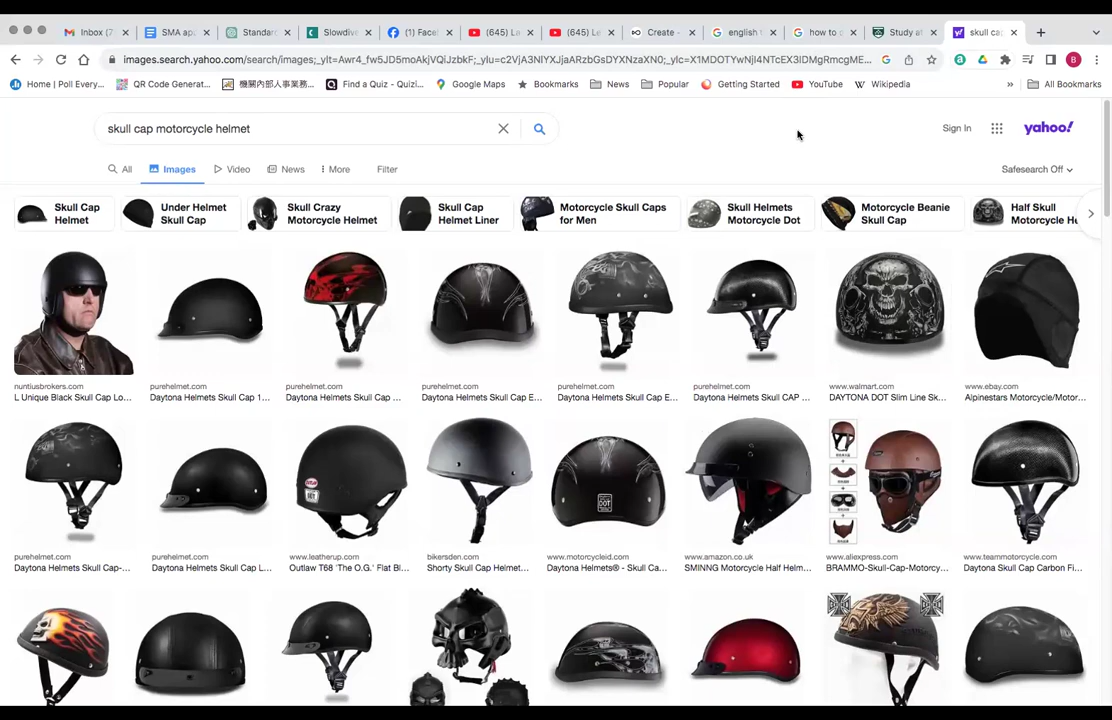 Inbox (7
SMA ap
Standar
Slowdive
(1) Face
(645) La
(645) Le
Create -
english t
how to c
Study at
skull cap
images.search.yahoo.com/search/images;_ylt=Awr4_fw5JD5moAkjVQiJzbkF;_ylu=c2VjA3NlYXJjaARzbGsDYXNzaXN0;_ylc=X1MDOTYwNjI4NTcEX3IDMgRmcgME...
Home | Poll Every...
QR Code Generat...
機關內部人事業務...
Find a Quiz - Quizi...
Google Maps
Bookmarks
News
Popular
Getting Started
YouTube
Wikipedia
All Bookmarks
skull cap motorcycle helmet
Sign In
yahoo!
All
Images
Video
News
More
Filter
Safesearch Off
Skull Cap
Helmet
Under Helmet
Skull Cap
Skull Crazy
Motorcycle Helmet
Skull Cap
Helmet Liner
Motorcycle Skull Caps
for Men
Skull Helmets
Motorcycle Dot
Motorcycle Beanie
Skull Cap
Half Skull
Motorcycle He
nuntiusbrokers.com
L Unique Black Skull Cap Lo...
purehelmet.com
Daytona Helmets Skull Cap 1...
purehelmet.com
Daytona Helmets Skull Cap ...
purehelmet.com
Daytona Helmets Skull Cap E...
purehelmet.com
Daytona Helmets Skull Cap E...
purehelmet.com
Daytona Helmets Skull CAP ...
www.walmart.com
DAYTONA DOT Slim Line Sk...
www.ebay.com
Alpinestars Motorcycle/Motor...
DOT
DOT
purehelmet.com
Daytona Helmets Skull Cap-...
purehelmet.com
Daytona Helmets Skull Cap L...
www.leatherup.com
Outlaw T68 'The O.G.' Flat Bl...
bikersden.com
Shorty Skull Cap Helmet...
www.motorcycleid.com
Daytona Helmets® - Skull Ca...
www.amazon.co.uk
SMINNG Motorcycle Half Helm...
www.aliexpress.com
BRAMMO-Skull-Cap-Motorcy...
www.teammotorcycle.com
Daytona Skull Cap Carbon Fi...